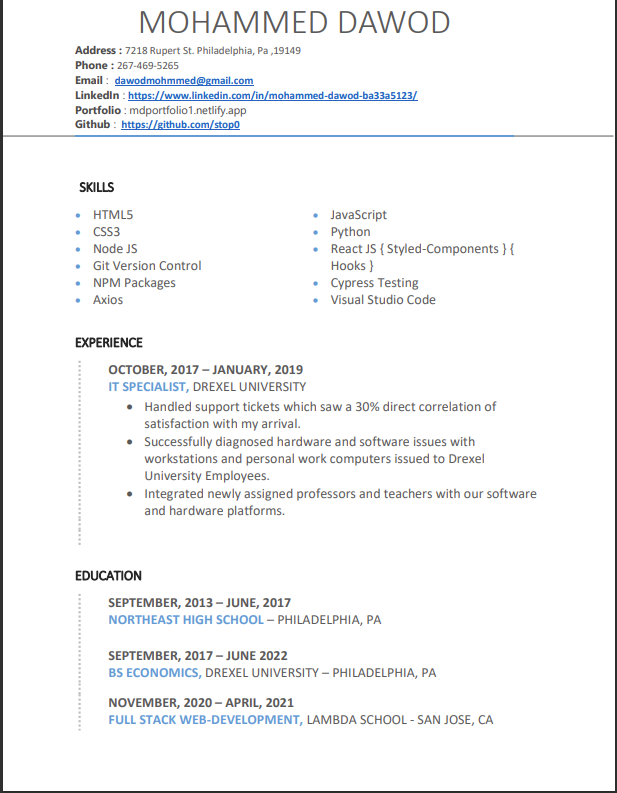 MOHAMMED DAWOD
Address : 7218 Rupert St. Philadelphia, Pa ,19149
Phone : 267-469-5265
Email : dawodmohmmed@gmail.com
LinkedIn : https://www.linkedin.com/in/mohammed-dawod-ba33a5123/
Portfolio : mdportfolio1.netlify.app
Github : https://github.com/stop0
SKILLS
• HTML5
• CSS3
• Node JS
• Git Version Control
• NPM Packages
• Axios
• JavaScript
• Python
• React JS { Styled-Components } {
Hooks }
• Cypress Testing
• Visual Studio Code
EXPERIENCE
OCTOBER, 2017 – JANUARY, 2019
IT SPECIALIST, DREXEL UNIVERSITY
• Handled support tickets which saw a 30% direct correlation of
satisfaction with my arrival.
• Successfully diagnosed hardware and software issues with
workstations and personal work computers issued to Drexel
University Employees.
• Integrated newly assigned professors and teachers with our software
and hardware platforms.
EDUCATION
SEPTEMBER, 2013 – JUNE, 2017
NORTHEAST HIGH SCHOOL – PHILADELPHIA, PA
SEPTEMBER, 2017 – JUNE 2022
BS ECONOMICS, DREXEL UNIVERSITY – PHILADELPHIA, PA
NOVEMBER, 2020 – APRIL, 2021
FULL STACK WEB-DEVELOPMENT, LAMBDA SCHOOL - SAN JOSE, CA